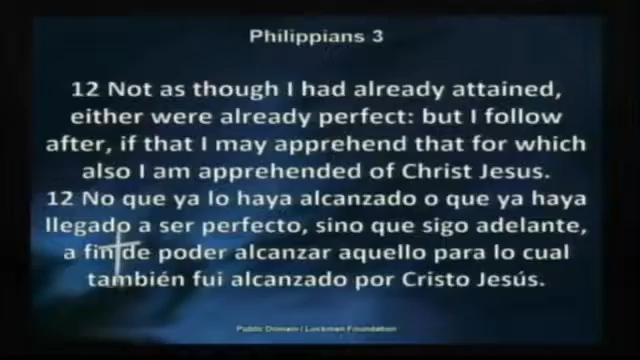 Philippians 3
12 Not as though I had already attained,
either were already perfect: but I follow
after, if that I may apprehend that for which
also I am apprehended of Christ Jesus.
12 No que ya lo haya alcanzado o que ya haya
llegado a ser perfecto, sino que sigo adelante,
a fin de poder alcanzar aquello para lo cual
también fui alcanzado por Cristo Jesús.
Public Domain / Lockman Foundation